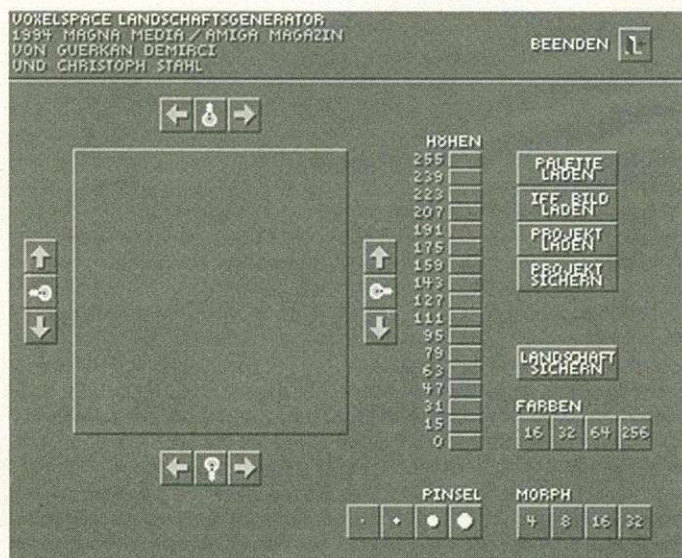 VOXELSPACE LANDSCHAFTSGENERATOR
1994 MAGNA MEDIA / AMIGA MAGAZIN
VON GUERKAN DEMIRCI
UND CHRISTOPH STAHL
BEENDEN
HÖHEN
255
239
223
207
191
175
159
143
127
111
95
79
63
47
31
15
0
PALETTE
LADEN
IFF BILD
LADEN
PROJEKT
LADEN
PROJEKT
SICHERN
LANDSCHAFT
SICHERN
FARBEN
16 32 64 256
PINSEL
MORPH
4 8 16 32